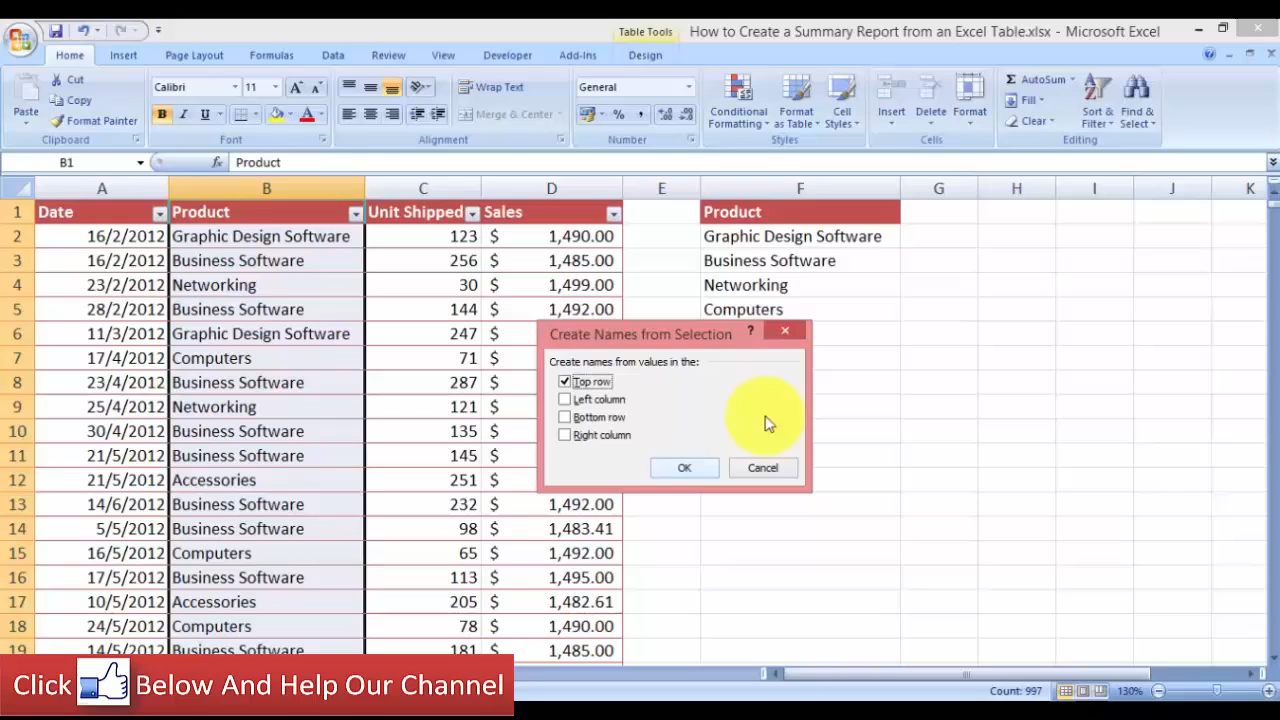 Table Tools
How to Create a Summary Report from an Excel Table.xlsx - Microsoft Excel
Home Insert Page Layout Formulas Data Review View Developer Add-Ins Design
Paste
Cut
Copy
Format Painter
Clipboard
Calibri 11
B I U A
Font
Wrap Text
Merge & Center
Alignment
General
% ,
Number
Conditional Formatting
Format as Table
Cell Styles
Styles
Insert Delete Format
Cells
Σ AutoSum
Fill
Clear
Sort & Filter
Find & Select
Editing
B1 fx Product
A B C D E F G H I J K
1 Date Product Unit Shipped Sales Product
2 16/2/2012 Graphic Design Software 123 $ 1,490.00 Graphic Design Software
3 16/2/2012 Business Software 256 $ 1,485.00 Business Software
4 23/2/2012 Networking 30 $ 1,499.00 Networking
5 28/2/2012 Business Software 144 $ 1,492.00 Computers
6 11/3/2012 Graphic Design Software 247 $
7 17/4/2012 Computers 71 $
8 23/4/2012 Business Software 287 $
9 25/4/2012 Networking 121 $
10 30/4/2012 Business Software 135 $
11 21/5/2012 Business Software 145 $
12 21/5/2012 Accessories 251 $
13 14/6/2012 Business Software 232 $ 1,492.00
14 5/5/2012 Business Software 98 $ 1,483.41
15 16/5/2012 Computers 65 $ 1,492.00
16 17/5/2012 Business Software 113 $ 1,495.00
17 10/5/2012 Accessories 205 $ 1,482.61
18 24/5/2012 Computers 78 $ 1,490.00
19 14/5/2012 Business Software 181 $ 1,485.00
Create Names from Selection ?
Create names from values in the:
Top row
Left column
Bottom row
Right column
OK Cancel
Click Below And Help Our Channel
Count: 997 130%